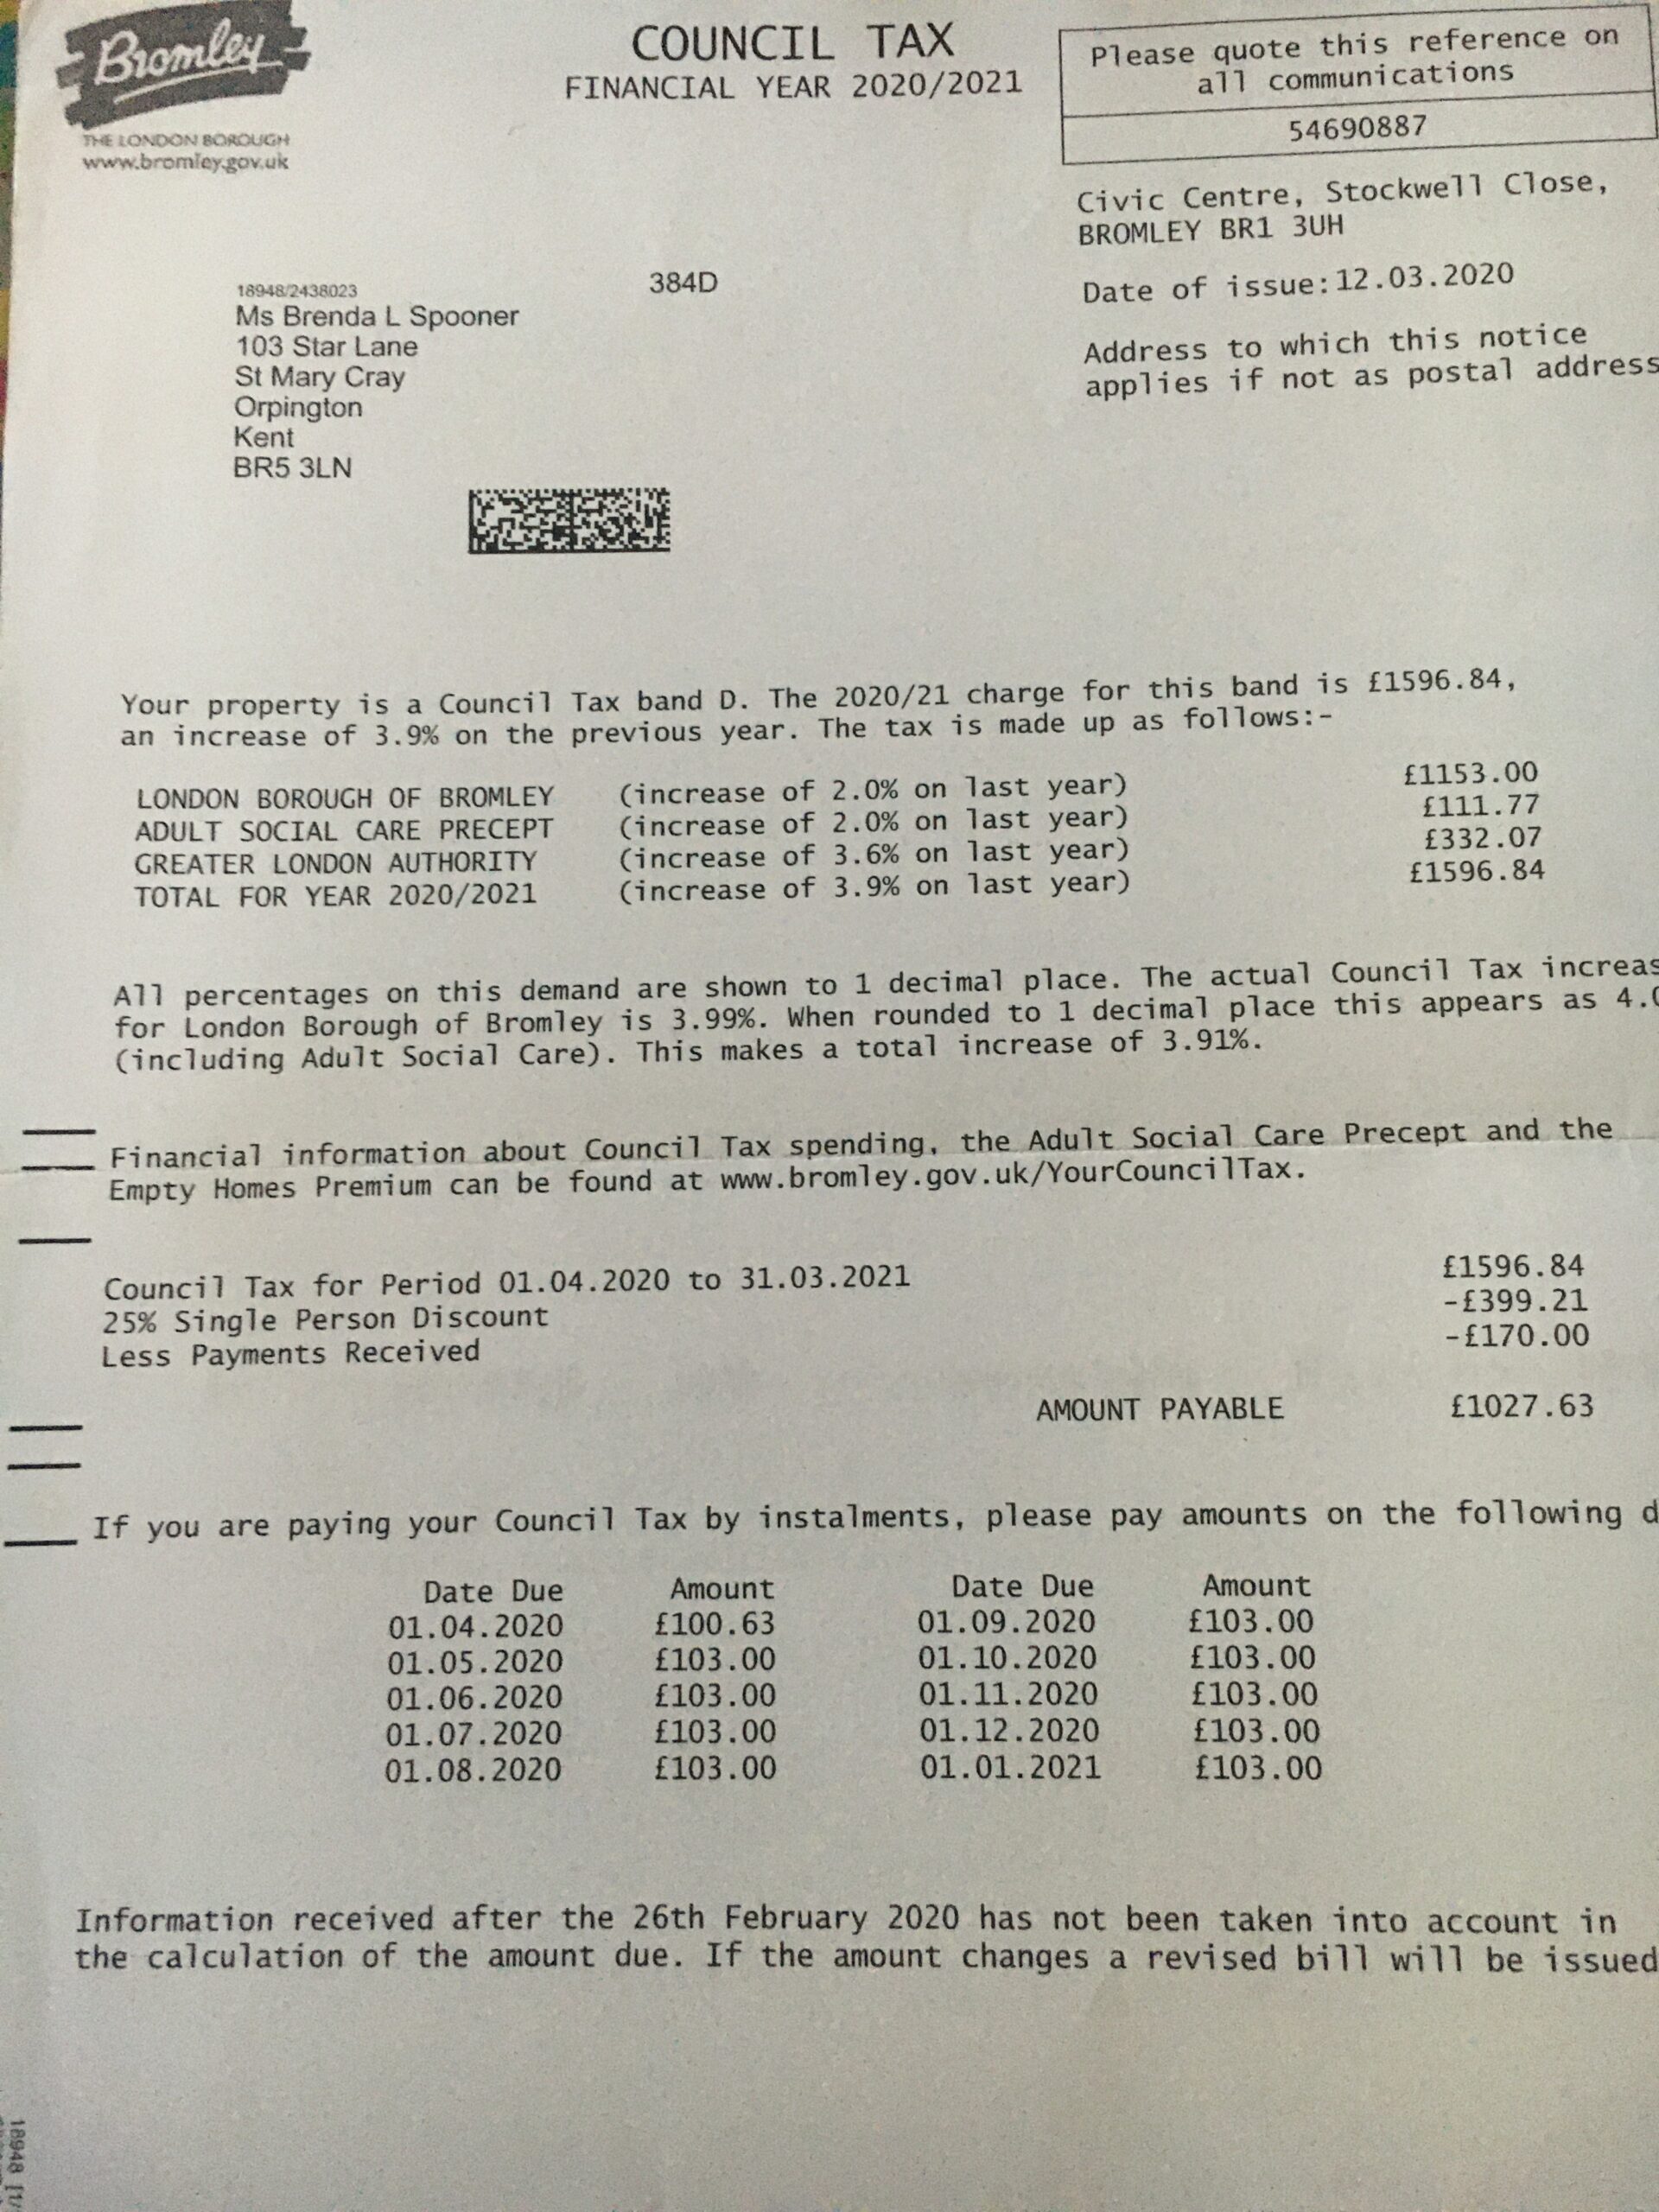 Bromley
THE LONDON BOROUGH
www.bromley.gov.uk
COUNCIL TAX
FINANCIAL YEAR 2020/2021
Please quote this reference on
all communications
54690887
Civic Centre, Stockwell Close,
BROMLEY BR1 3UH
Date of issue:12.03.2020
Address to which this notice
applies if not as postal address
384D
18948/2438023
Ms Brenda L Spooner
103 Star Lane
St Mary Cray
Orpington
Kent
BR5 3LN
Your property is a Council Tax band D. The 2020/21 charge for this band is £1596.84,
an increase of 3.9% on the previous year. The tax is made up as follows:-
LONDON BOROUGH OF BROMLEY (increase of 2.0% on last year) £1153.00
ADULT SOCIAL CARE PRECEPT (increase of 2.0% on last year) £111.77
GREATER LONDON AUTHORITY (increase of 3.6% on last year) £332.07
TOTAL FOR YEAR 2020/2021 (increase of 3.9% on last year) £1596.84
All percentages on this demand are shown to 1 decimal place. The actual Council Tax increas
for London Borough of Bromley is 3.99%. When rounded to 1 decimal place this appears as 4.
(including Adult Social Care). This makes a total increase of 3.91%.
Financial information about Council Tax spending, the Adult Social Care Precept and the
Empty Homes Premium can be found at www.bromley.gov.uk/YourCouncilTax.
Council Tax for Period 01.04.2020 to 31.03.2021 £1596.84
25% Single Person Discount -£399.21
Less Payments Received -£170.00
AMOUNT PAYABLE £1027.63
If you are paying your Council Tax by instalments, please pay amounts on the following d
Date Due Amount Date Due Amount
01.04.2020 £100.63 01.09.2020 £103.00
01.05.2020 £103.00 01.10.2020 £103.00
01.06.2020 £103.00 01.11.2020 £103.00
01.07.2020 £103.00 01.12.2020 £103.00
01.08.2020 £103.00 01.01.2021 £103.00
Information received after the 26th February 2020 has not been taken into account in
the calculation of the amount due. If the amount changes a revised bill will be issued
18948